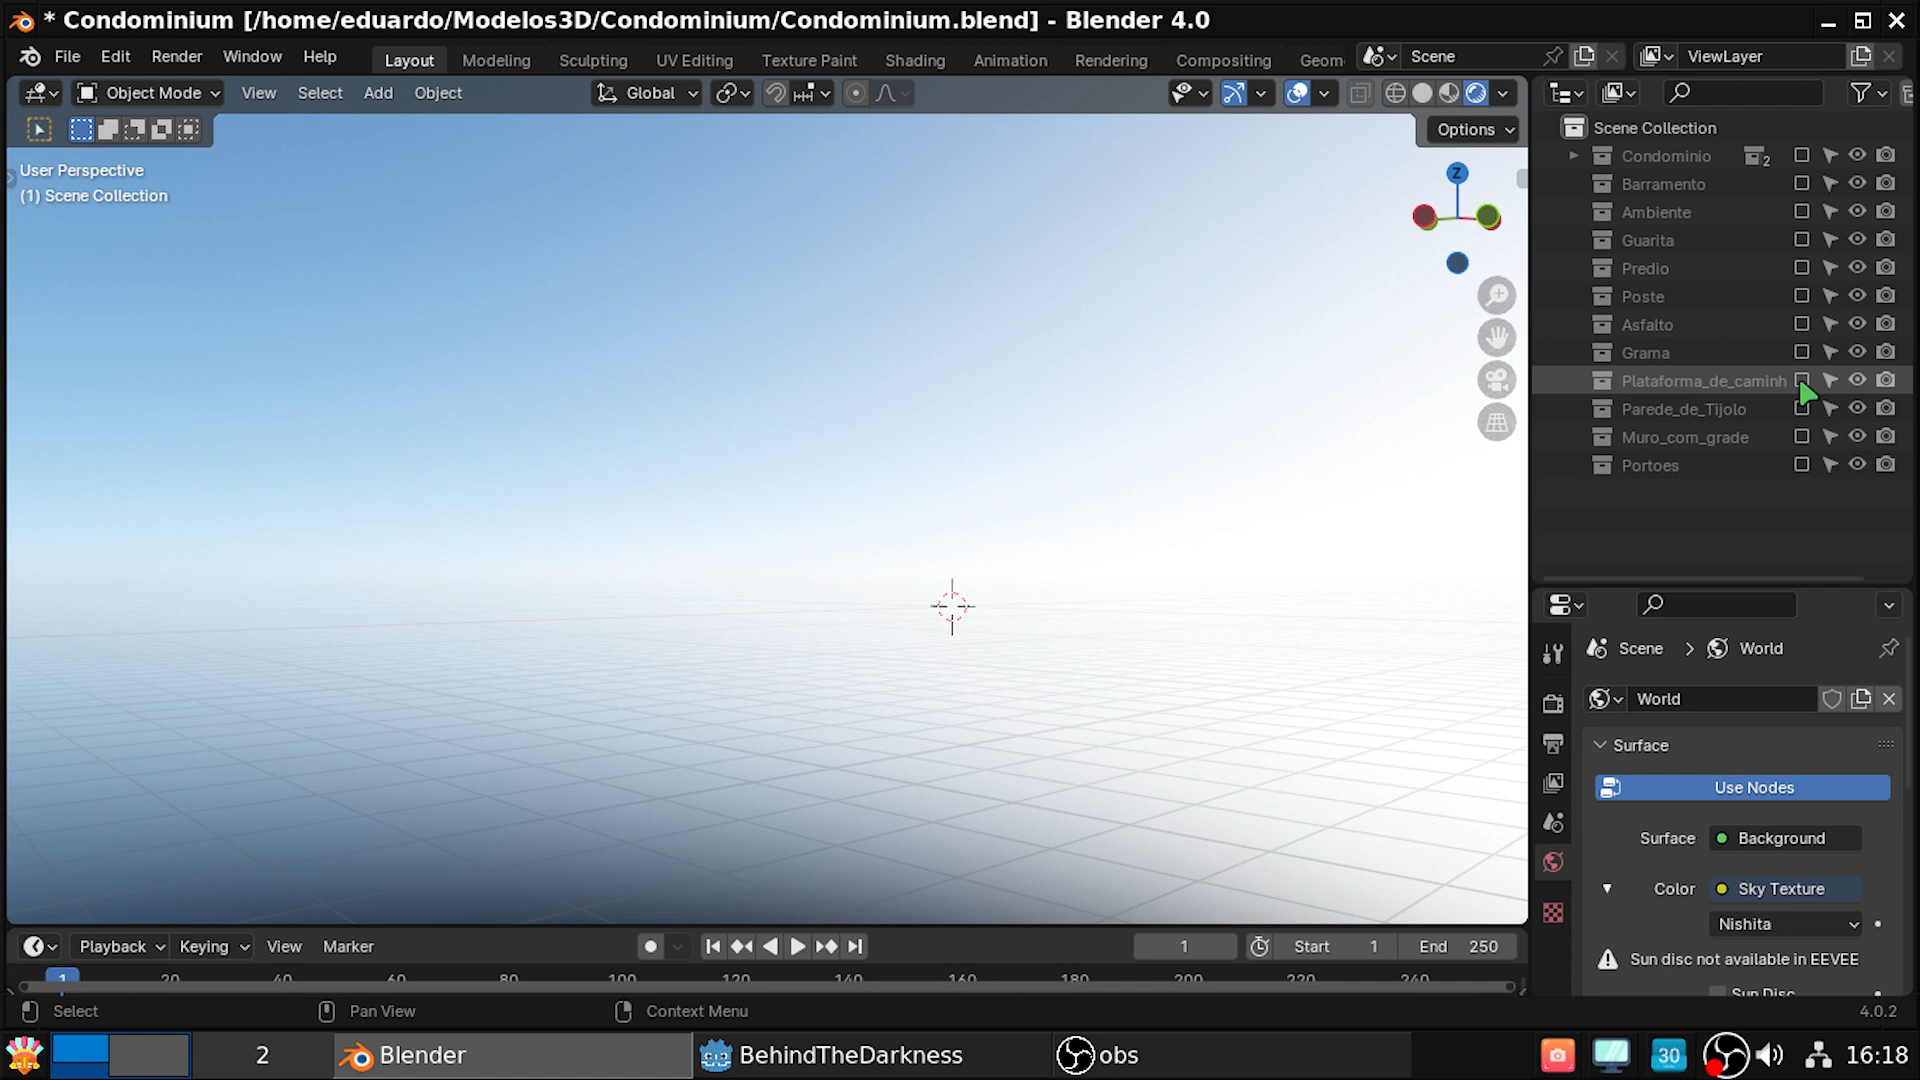 * Condominium [/home/eduardo/Modelos3D/Condominium/Condominium.blend] - Blender 4.0
File Edit Render Window Help Layout Modeling Sculpting UV Editing Texture Paint Shading Animation Rendering Compositing Geom Scene ViewLayer
Object Mode View Select Add Object Global
Options
User Perspective
(1) Scene Collection
Z
Scene Collection
Condominio 2
Barramento
Ambiente
Guarita
Predio
Poste
Asfalto
Grama
Plataforma_de_caminh
Parede_de_Tijolo
Muro_com_grade
Portoes
Scene > World
World
Surface
Use Nodes
Surface Background
Color Sky Texture
Nishita
Sun disc not available in EEVEE
Sun Disc
Playback Keying View Marker 1 Start 1 End 250
1 20 40 60 80 100 120 140 160 180 200 220 240
Select Pan View Context Menu 4.0.2
2 Blender BehindTheDarkness obs 30 16:18